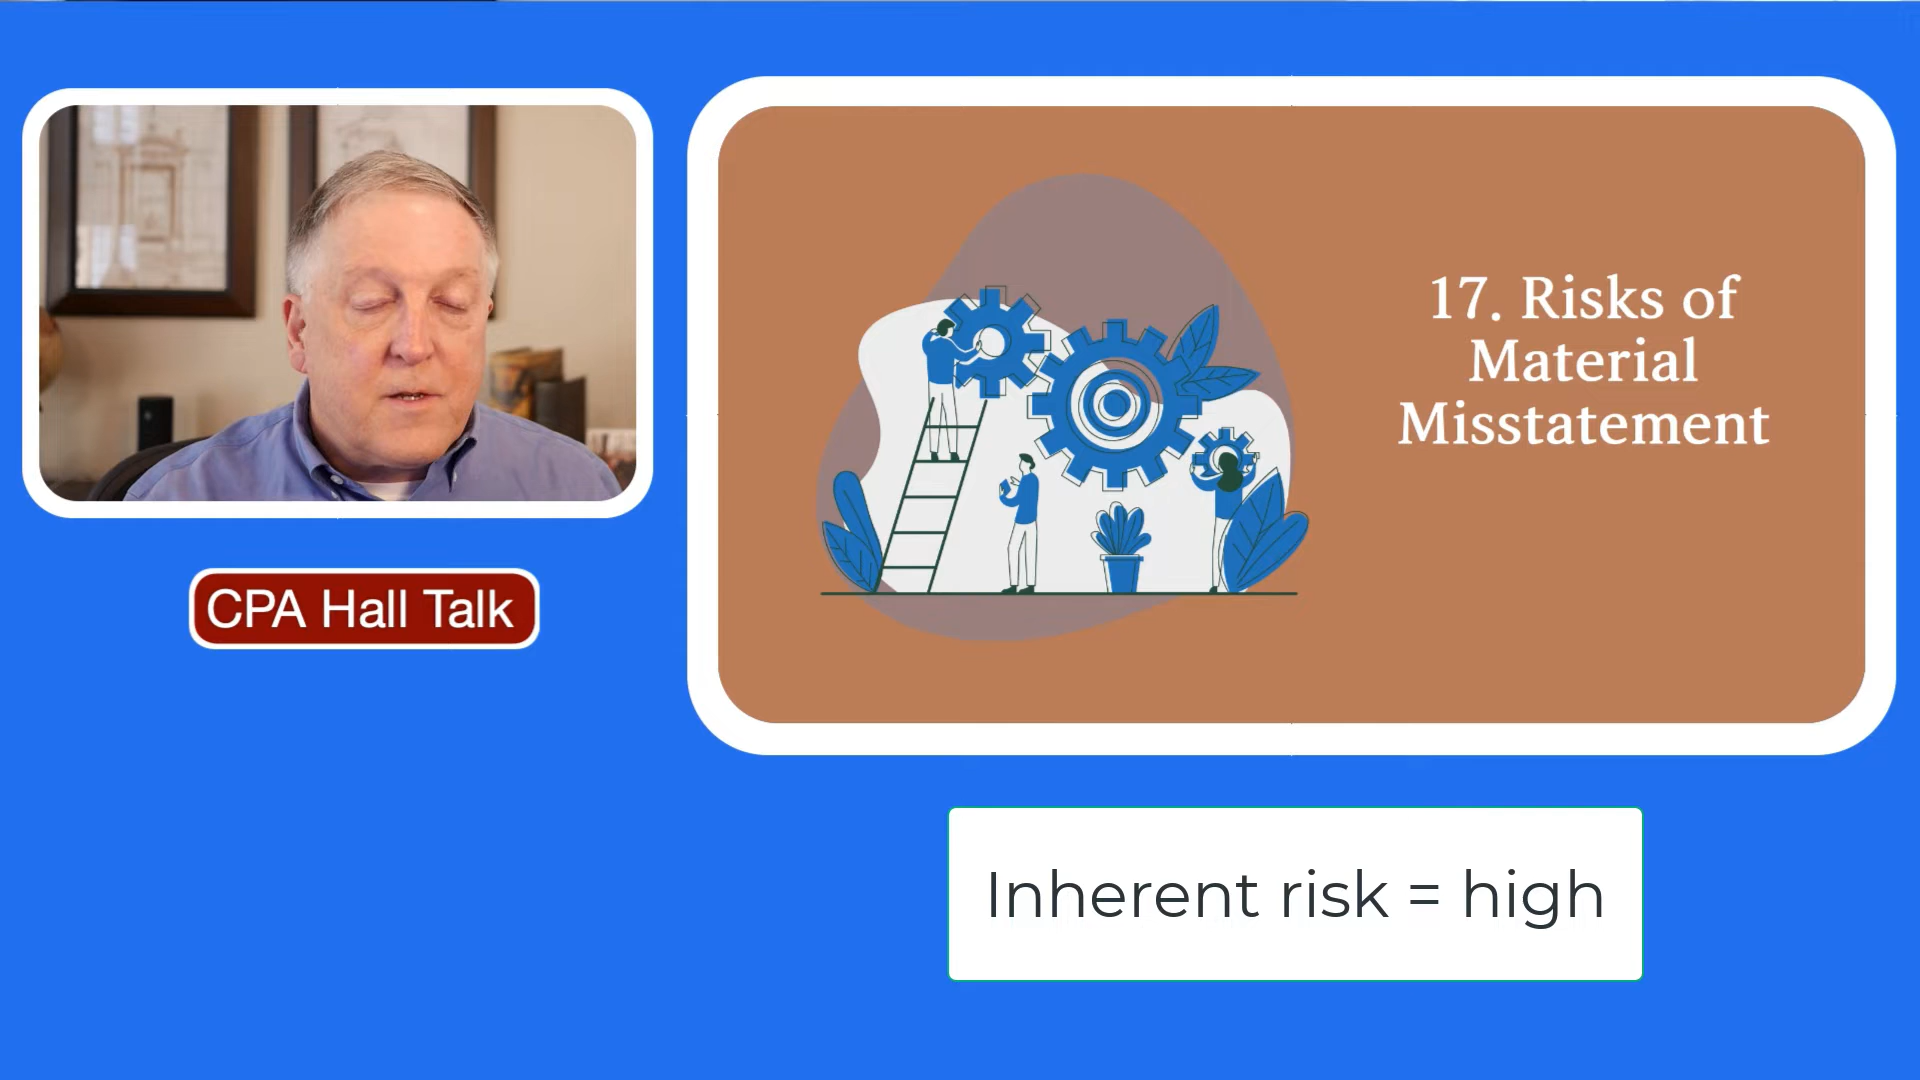 17. Risks of
Material
Misstatement
CPA Hall Talk
Inherent risk = high